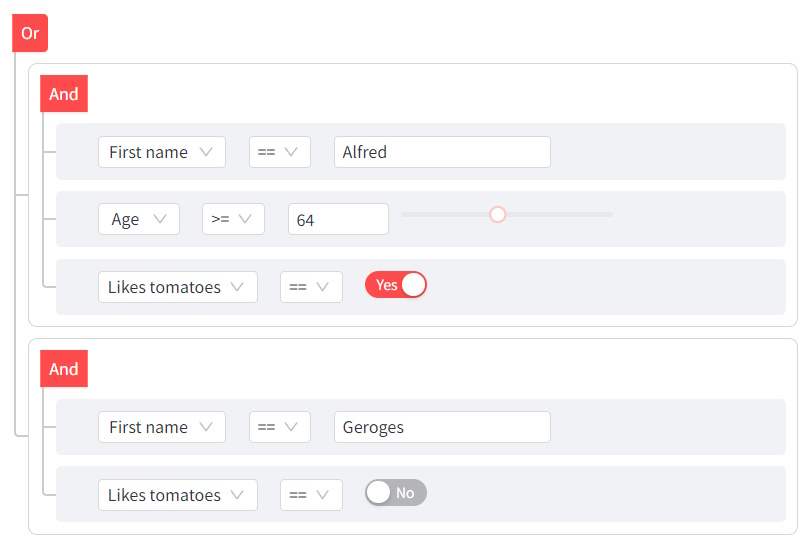 Or
And
First name == Alfred
Age >= 64
Likes tomatoes == Yes
And
First name == Geroges
Likes tomatoes == No